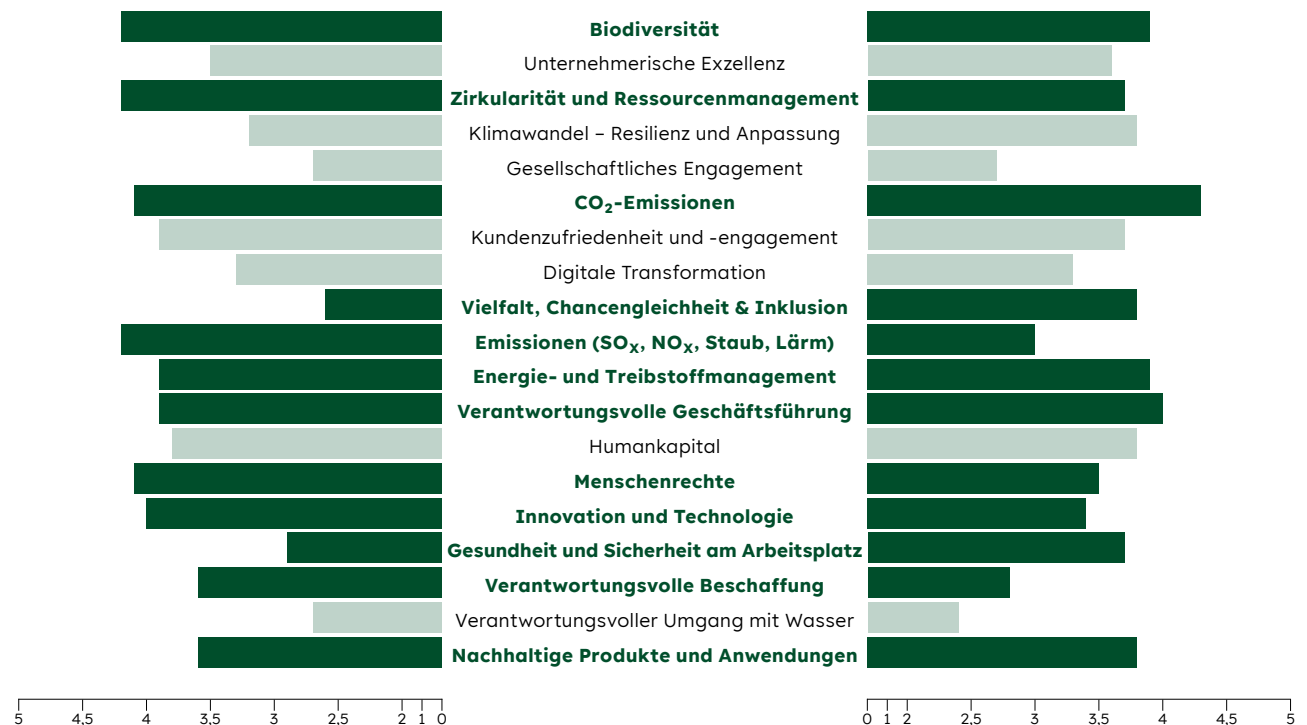 Biodiversität
Unternehmerische Exzellenz
Zirkularität und Ressourcenmanagement
Klimawandel – Resilienz und Anpassung
Gesellschaftliches Engagement
CO₂-Emissionen
Kundenzufriedenheit und -engagement
Digitale Transformation
Vielfalt, Chancengleichheit & Inklusion
Emissionen (SOₓ, NOₓ, Staub, Lärm)
Energie- und Treibstoffmanagement
Verantwortungsvolle Geschäftsführung
Humankapital
Menschenrechte
Innovation und Technologie
Gesundheit und Sicherheit am Arbeitsplatz
Verantwortungsvolle Beschaffung
Verantwortungsvoller Umgang mit Wasser
Nachhaltige Produkte und Anwendungen
5 4,5 4 3,5 3 2,5 2 1 0 0 1 2 2,5 3 3,5 4 4,5 5